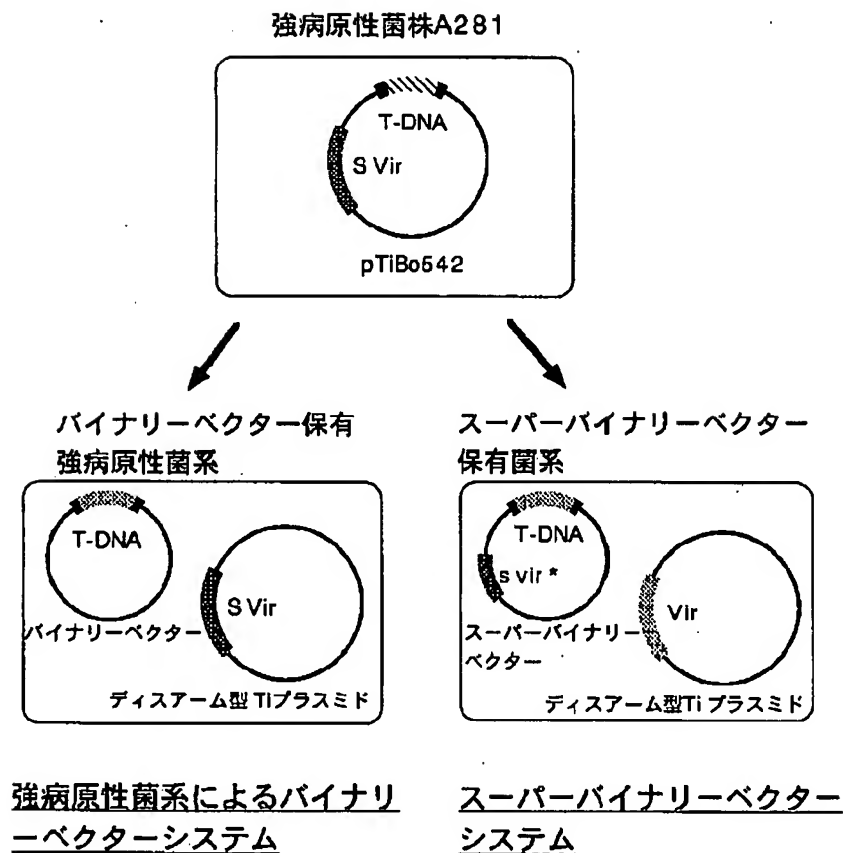 強病原性菌株A281
T-DNA
S Vir
pTiBo542
バイナリーベクター保有
強病原性菌系
T-DNA
S Vir
バイナリーベクター
ディスアーム型 Tiプラスミド
スーパーバイナリーベクター
保有菌系
T-DNA
s vir *
スーパーバイナリー
ベクター
Vir
ディスアーム型Ti プラスミド
強病原性菌系によるバイナリ
ーベクターシステム
スーパーバイナリーベクター
システム